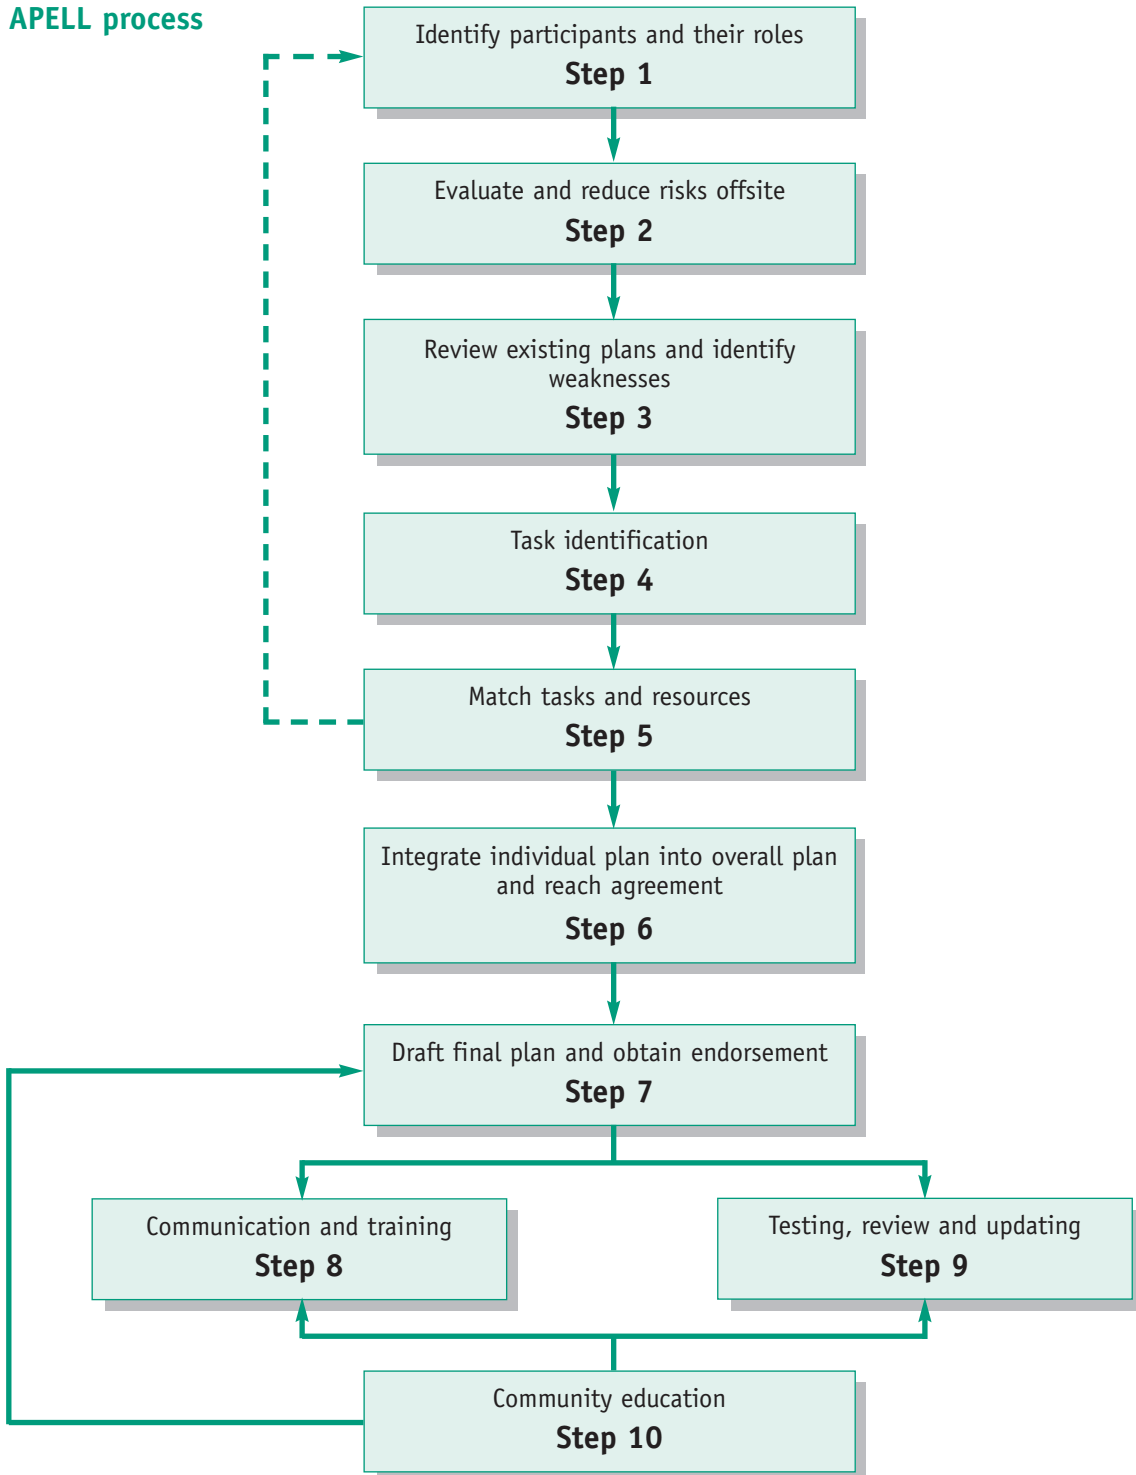 APELL process
Identify participants and their roles
Step 1
Evaluate and reduce risks offsite
Step 2
Review existing plans and identify
weaknesses
Step 3
Task identification
Step 4
Match tasks and resources
Step 5
Integrate individual plan into overall plan
and reach agreement
Step 6
Draft final plan and obtain endorsement
Step 7
Communication and training
Step 8
Testing, review and updating
Step 9
Community education
Step 10